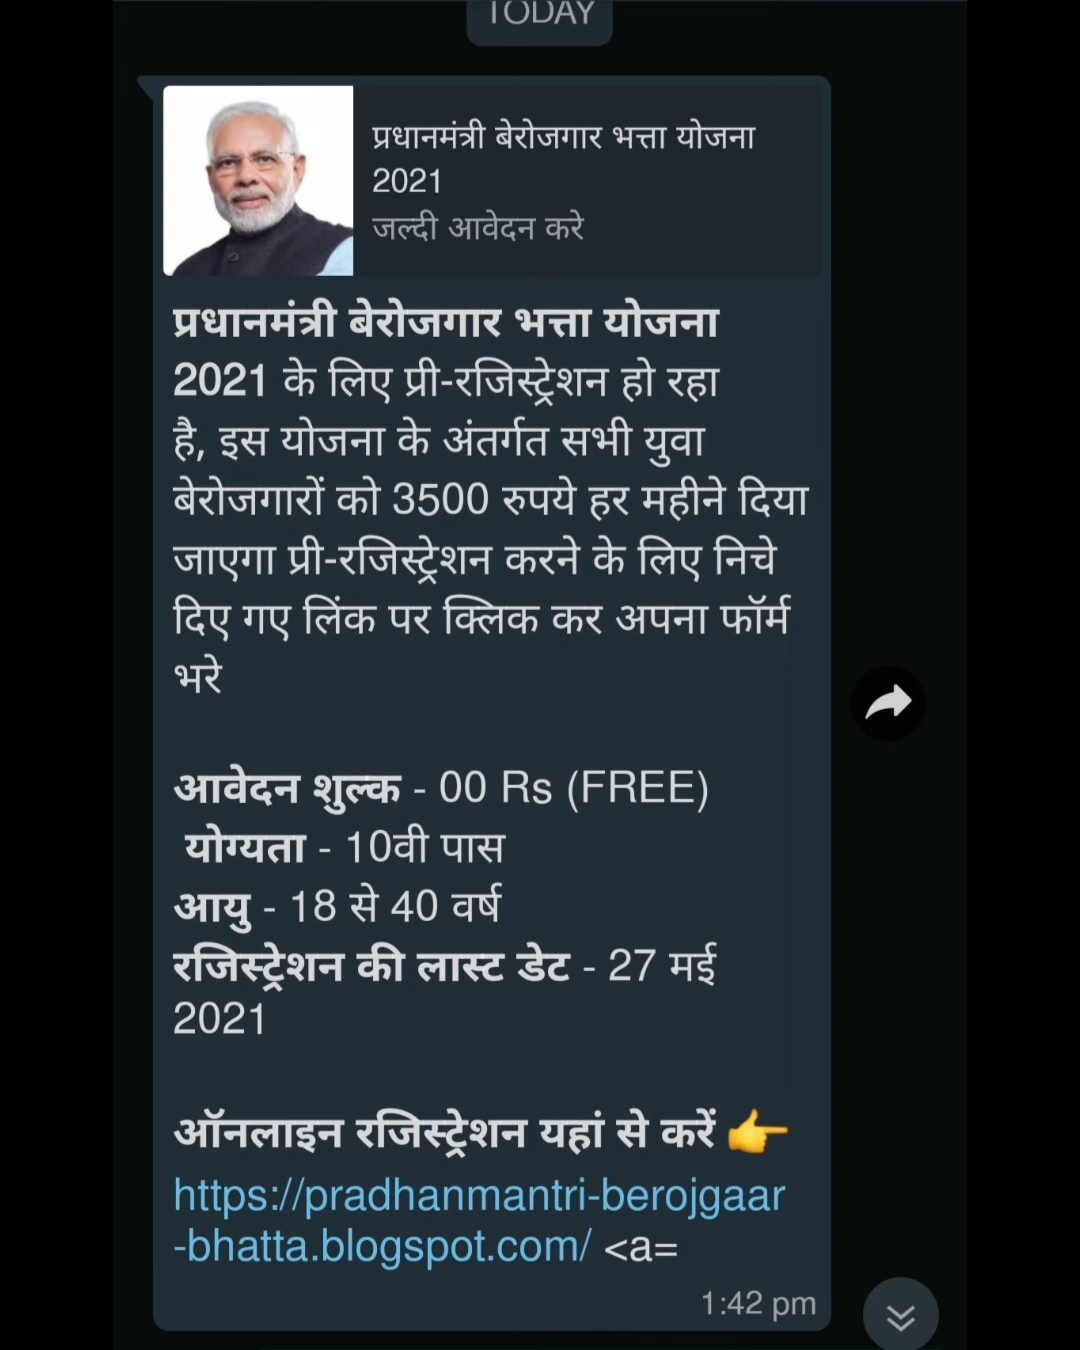 TODAY
प्रधानमंत्री बेरोजगार भत्ता योजना
2021
जल्दी आवेदन करे
प्रधानमंत्री बेरोजगार भत्ता योजना
2021 के लिए प्री-रजिस्ट्रेशन हो रहा
है, इस योजना के अंतर्गत सभी युवा
बेरोजगारों को 3500 रुपये हर महीने दिया
जाएगा प्री-रजिस्ट्रेशन करने के लिए निचे
दिए गए लिंक पर क्लिक कर अपना फॉर्म
भरे
आवेदन शुल्क - 00 Rs (FREE)
योग्यता - 10वी पास
आयु - 18 से 40 वर्ष
रजिस्ट्रेशन की लास्ट डेट - 27 मई
2021
ऑनलाइन रजिस्ट्रेशन यहां से करें 👉
https://pradhanmantri-berojgaar
-bhatta.blogspot.com/ <a=
1:42 pm